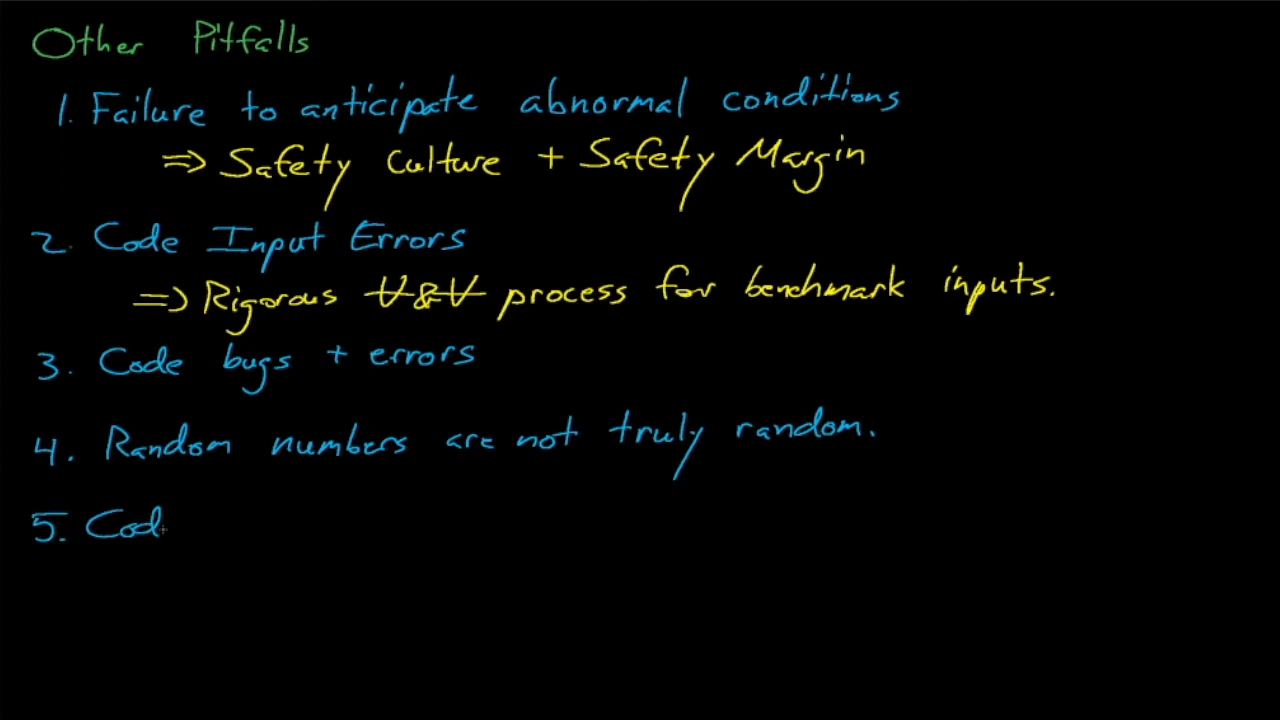 Other Pitfalls
1. Failure to anticipate abnormal conditions
⇒ Safety Culture + Safety Margin
2. Code Input Errors
⇒ Rigorous V&V process for benchmark inputs.
3. Code bugs + errors
4. Random numbers are not truly random.
5. Cod